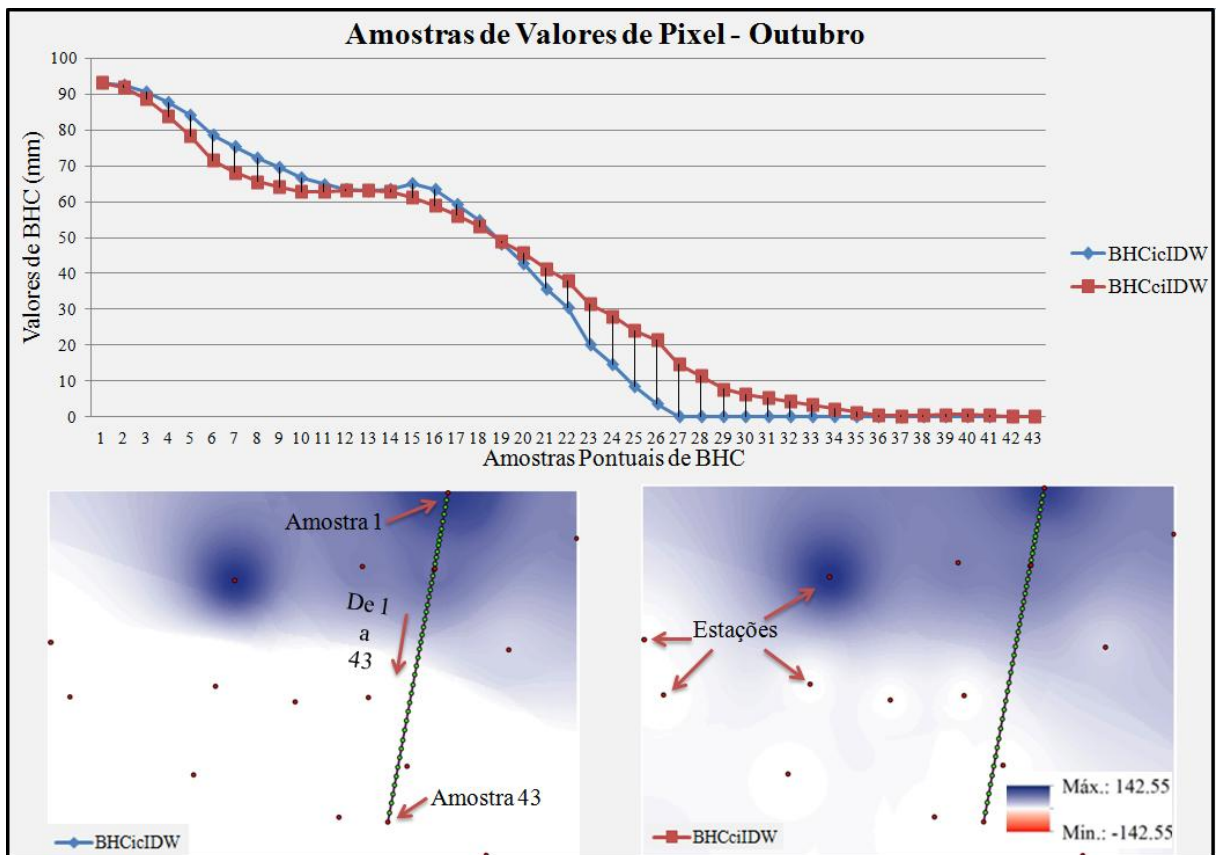 Amostras de Valores de Pixel - Outubro
100
90
80
70
60
50
40
30
20
10
0
Valores de BHC (mm)
1 2 3 4 5 6 7 8 9 10 11 12 13 14 15 16 17 18 19 20 21 22 23 24 25 26 27 28 29 30 31 32 33 34 35 36 37 38 39 40 41 42 43
Amostras Pontuais de BHC
BHCicIDW
BHCciIDW
Amostra 1
De 1
a
43
Amostra 43
BHCicIDW
Estações
Máx.: 142.55
Min.: -142.55
BHCciIDW